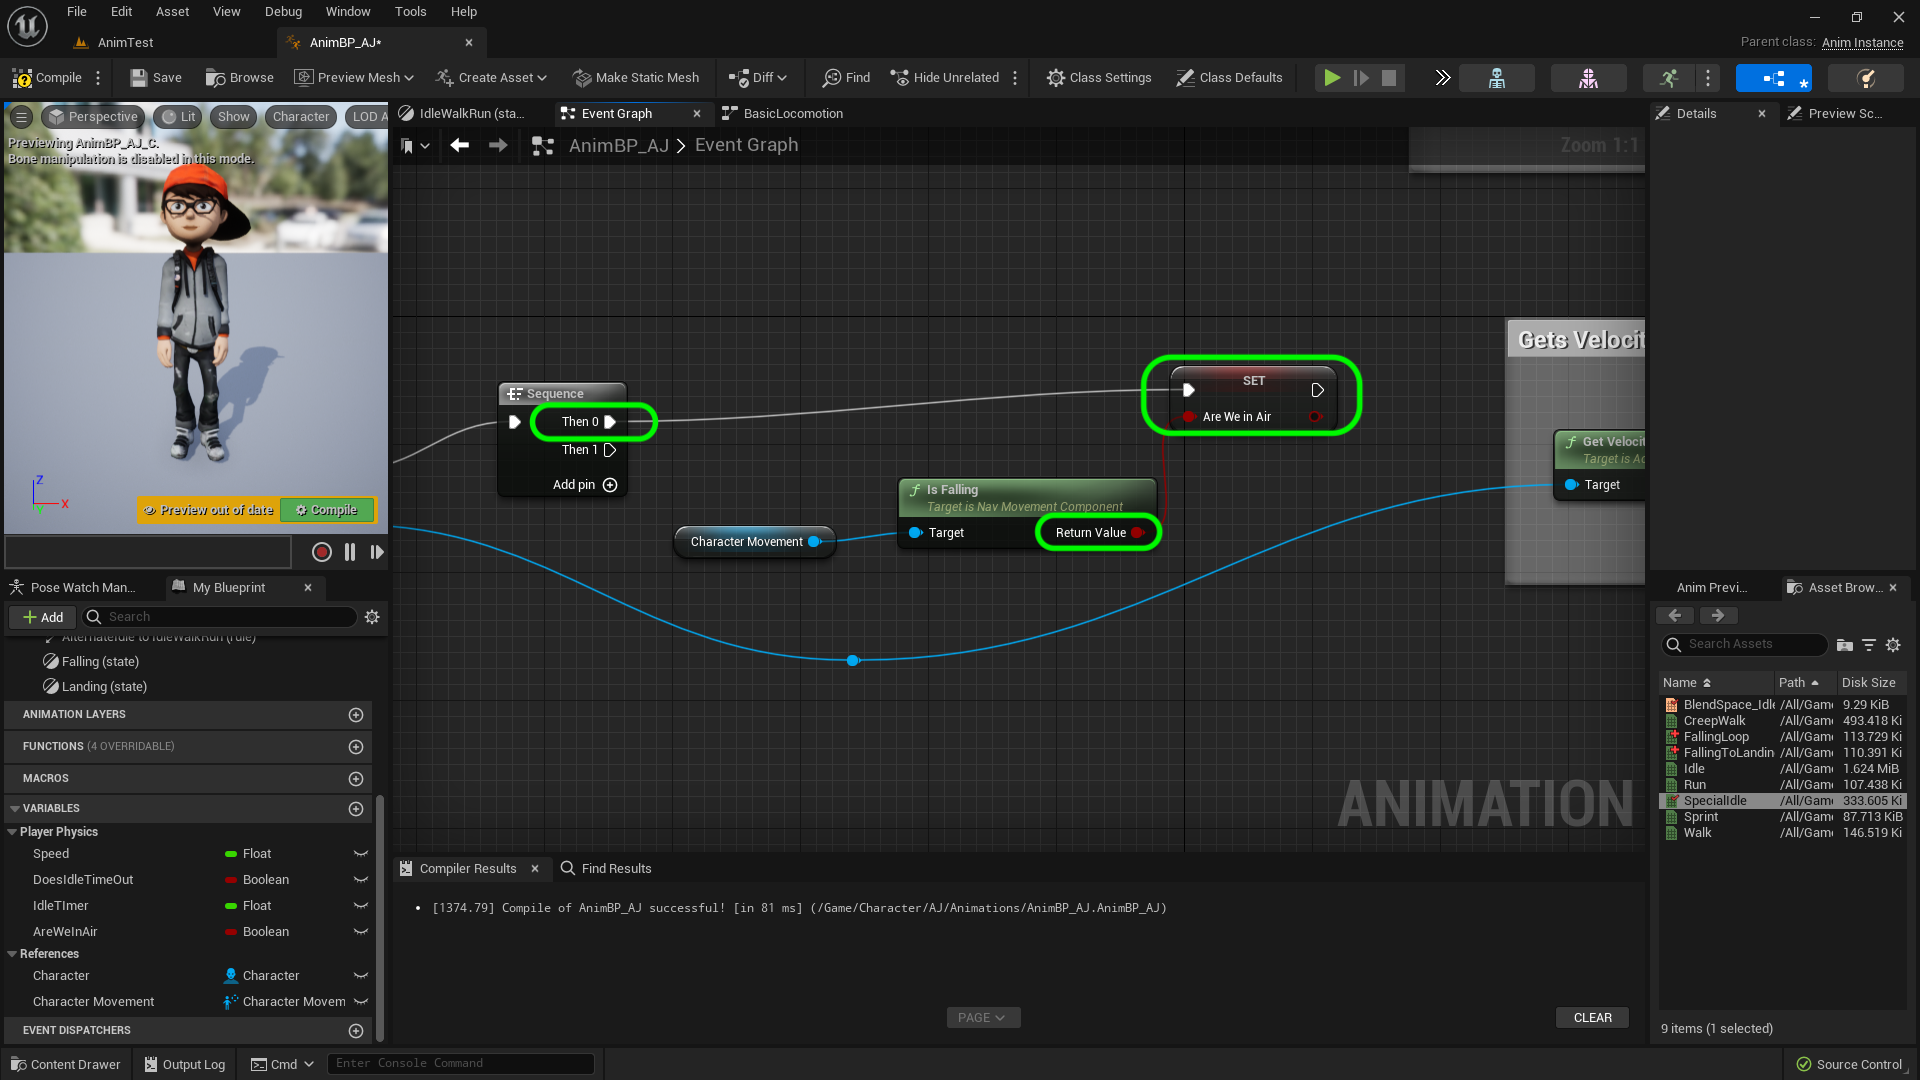 File Edit Asset View Debug Window Tools Help
AnimTest
AnimBP_AJ*
Parent class: Anim Instance
Compile Save Browse Preview Mesh Create Asset Make Static Mesh Diff Find Hide Unrelated Class Settings Class Defaults
Perspective Lit Show Character LOD A
Previewing AnimBP_AJ_C.
Bone manipulation is disabled in this mode.
Z
X
Y
Preview out of date Compile
IdleWalkRun (sta... Event Graph BasicLocomotion
AnimBP_AJ > Event Graph
Zoom 1:1
Sequence
Then 0
Then 1
Add pin
Character Movement
Is Falling
Target is Nav Movement Component
Target Return Value
SET
Are We in Air
Gets Velocit
Get Velocit
Target is Ac
Target
ANIMATION
Pose Watch Man... My Blueprint
Add Search
AlternateIdle to IdleWalkRun (rule)
Falling (state)
Landing (state)
ANIMATION LAYERS
FUNCTIONS (4 OVERRIDABLE)
MACROS
VARIABLES
Player Physics
Speed Float
DoesIdleTimeOut Boolean
IdleTImer Float
AreWeInAir Boolean
References
Character Character
Character Movement Character Movem
EVENT DISPATCHERS
Compiler Results Find Results
[1374.79] Compile of AnimBP_AJ successful! [in 81 ms] (/Game/Character/AJ/Animations/AnimBP_AJ.AnimBP_AJ)
PAGE
CLEAR
Details Preview Sc...
Anim Previ... Asset Brow...
Search Assets
Name Path Disk Size
BlendSpace_Idle /All/Game 9.29 KiB
CreepWalk /All/Game 493.418 Ki
FallingLoop /All/Game 113.729 Ki
FallingToLanding /All/Game 110.391 Ki
Idle /All/Game 1.624 MiB
Run /All/Game 107.438 Ki
SpecialIdle /All/Game 333.605 Ki
Sprint /All/Game 87.713 KiB
Walk /All/Game 146.519 Ki
9 items (1 selected)
Content Drawer Output Log Cmd Enter Console Command Source Control